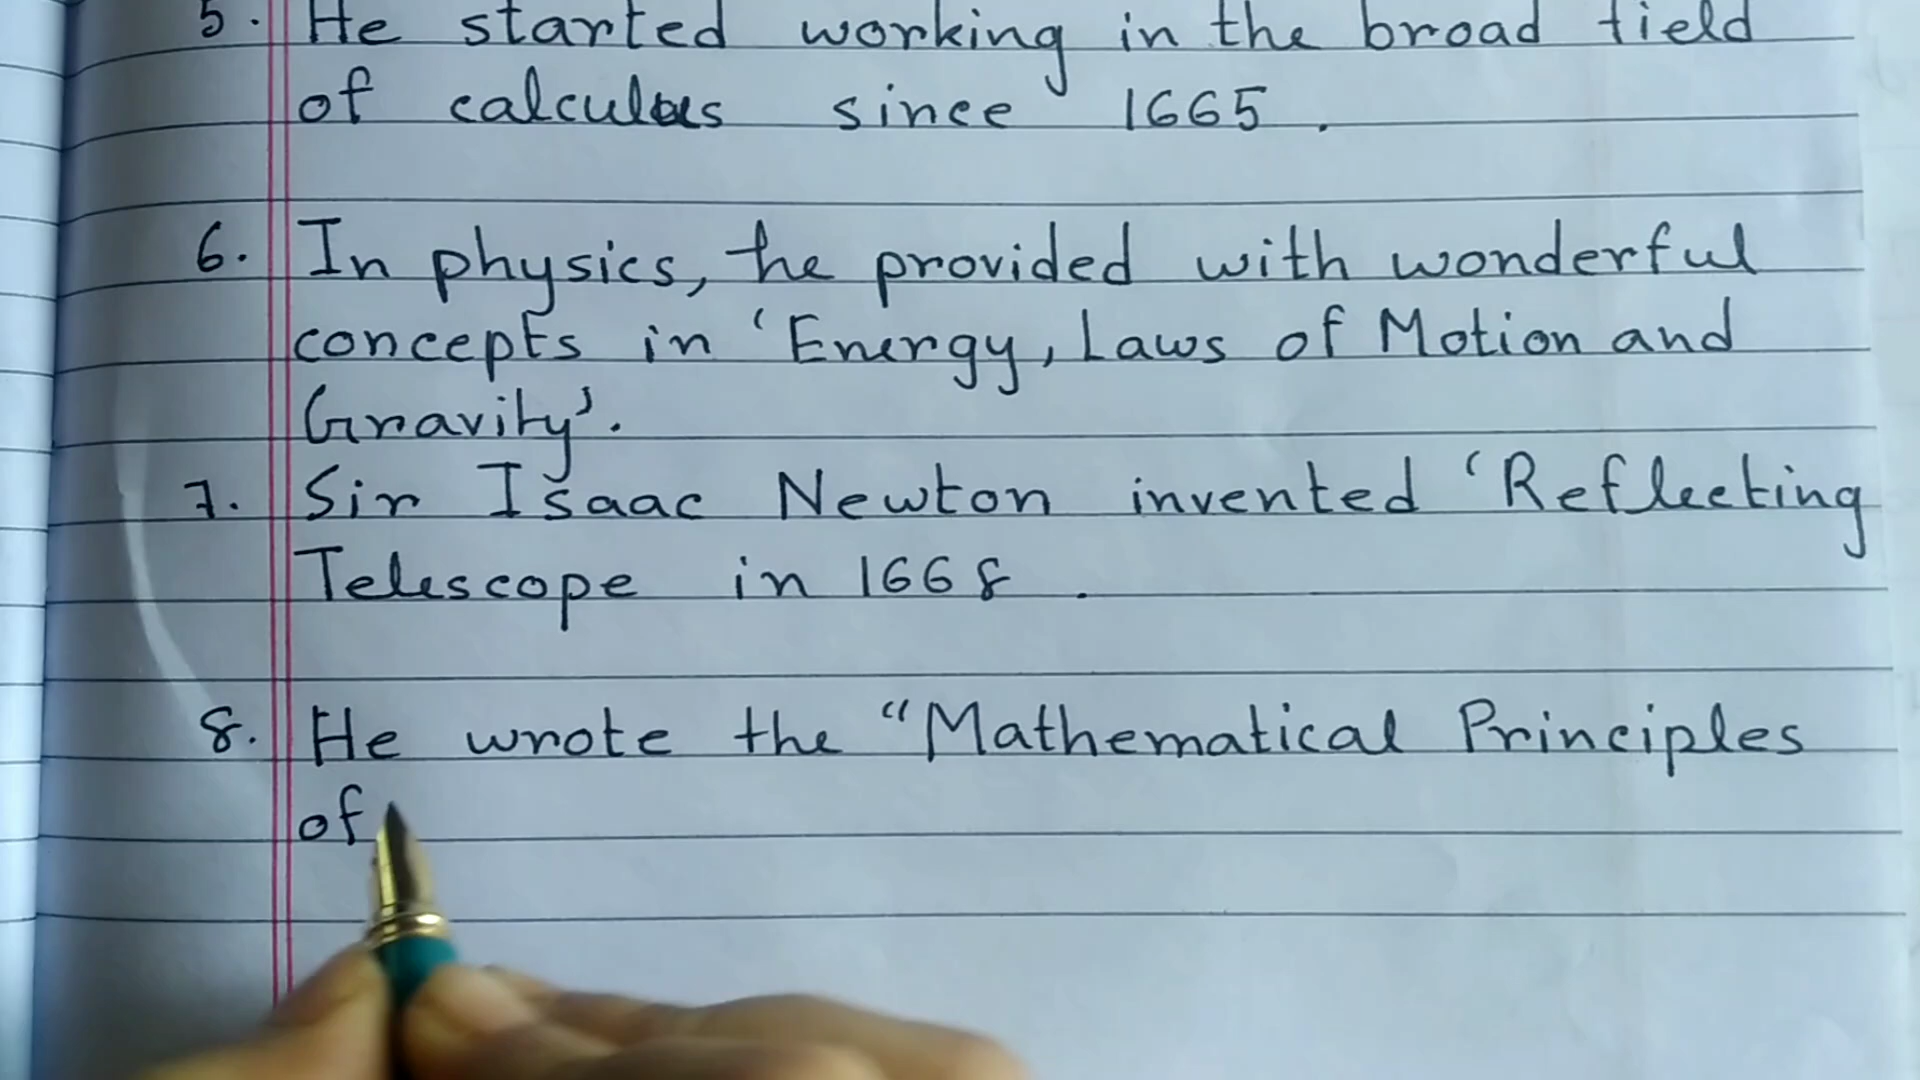 5. He started working in the broad field
of calculus since 1665.
6. In physics, he provided with wonderful
concepts in 'Energy, Laws of Motion and
Gravity'.
7. Sir Isaac Newton invented 'Reflecting
Telescope in 1668.
8. He wrote the "Mathematical Principles
of